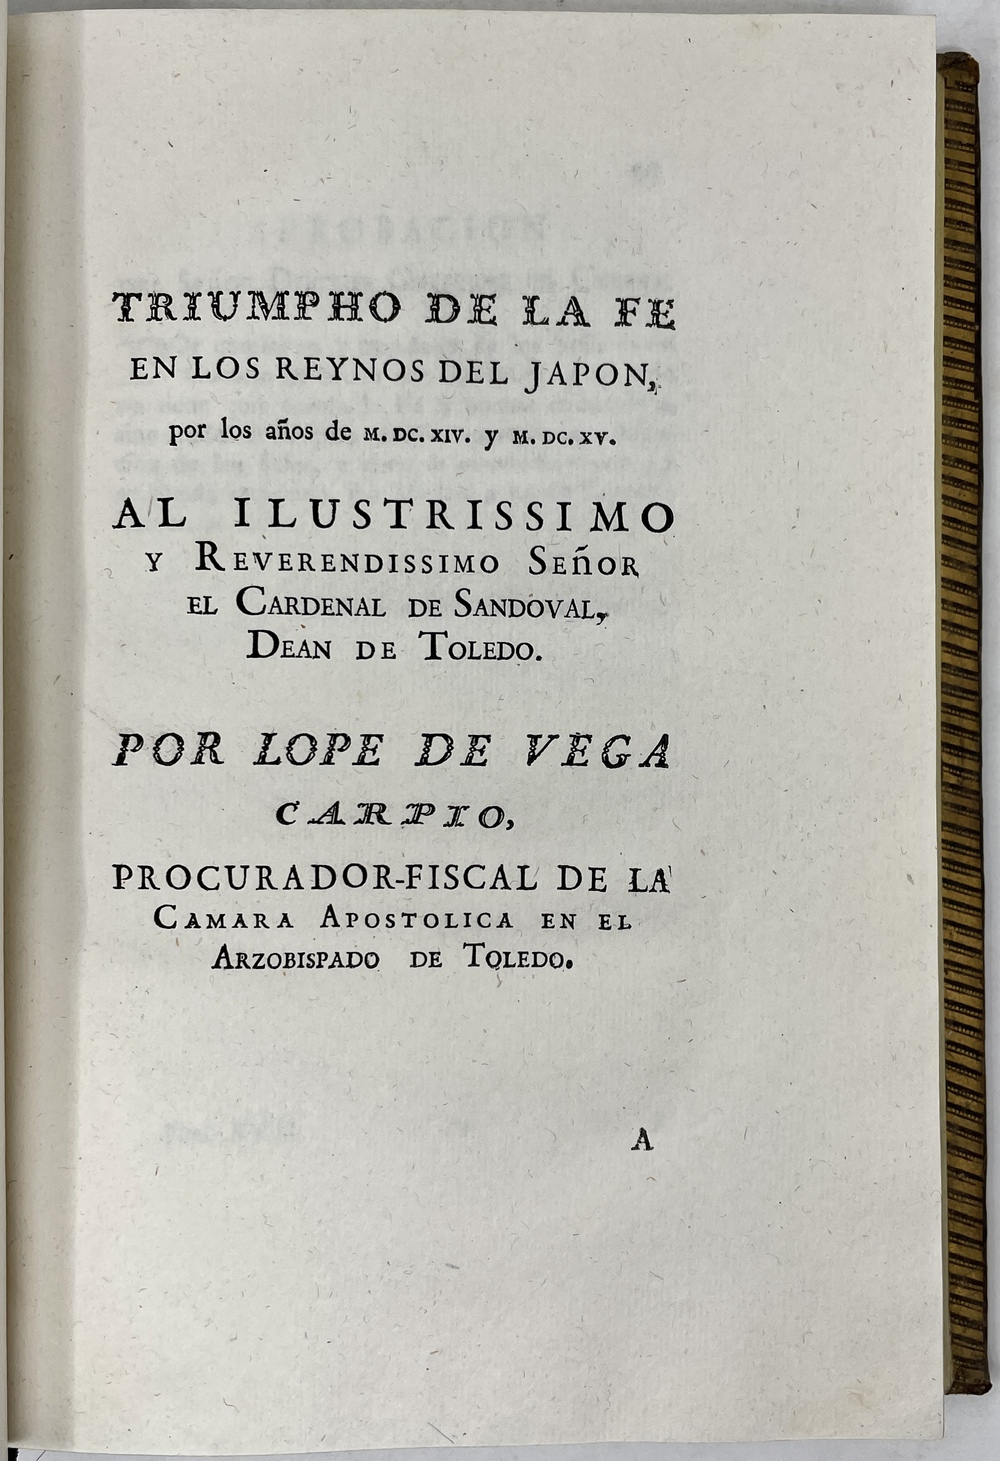 TRIUMPHO DE LA FE
EN LOS REYNOS DEL JAPON,
por los años de M. DC. XIV. y M. DC. XV.
AL ILUSTRISSIMO
Y REVERENDISSIMO SEÑOR
EL CARDENAL DE SANDOVAL,
DEAN DE TOLEDO.
POR LOPE DE VEGA
CARPIO,
PROCURADOR-FISCAL DE LA
CAMARA APOSTOLICA EN EL
ARZOBISPADO DE TOLEDO.
A